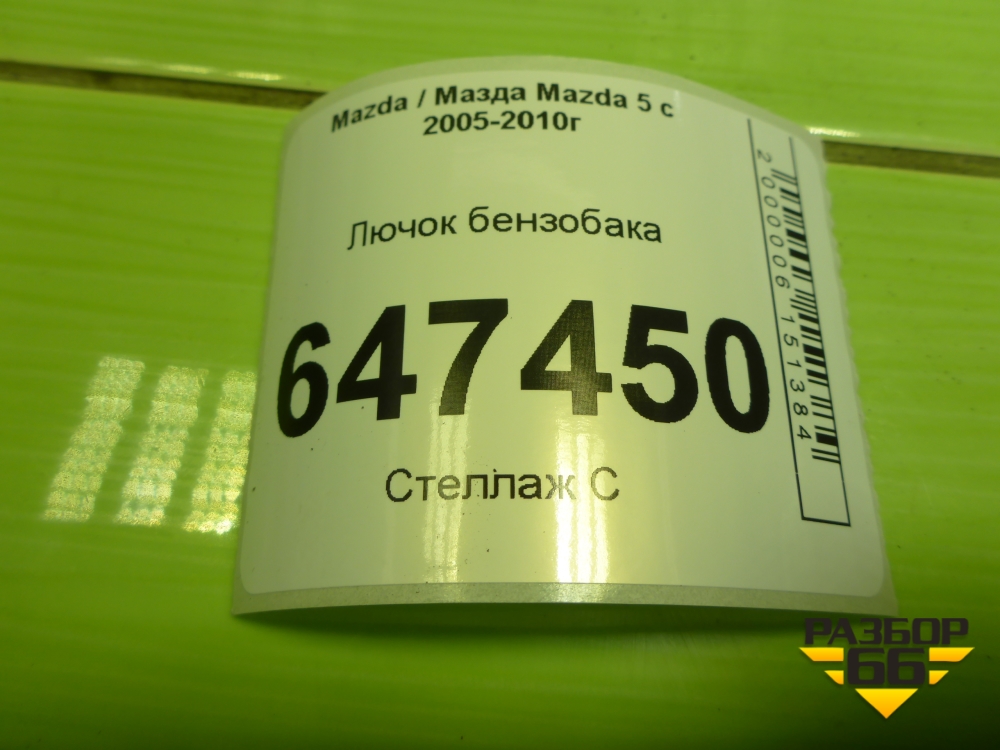 Mazda / Мазда Mazda 5 с
2005-2010г
Лючок бензобака
647450
Стеллаж С
2000006151384
РАЗБОР
66